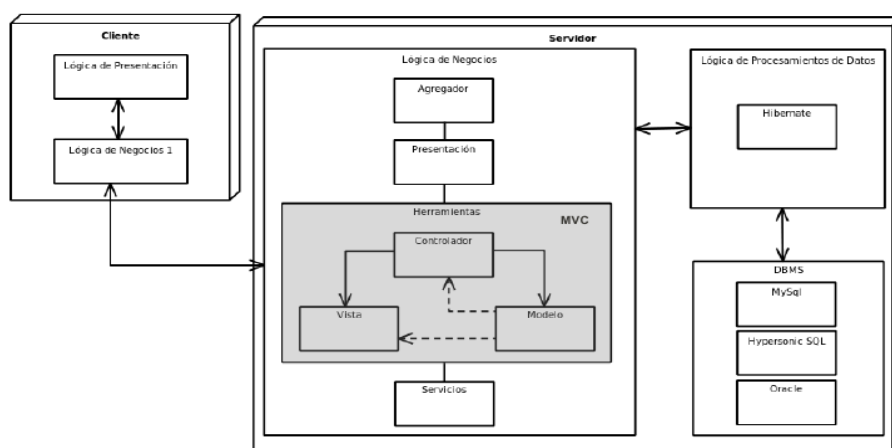 Cliente
Lógica de Presentación
Lógica de Negocios 1
Servidor
Lógica de Negocios
Agregador
Presentación
Herramientas
MVC
Controlador
Vista
Modelo
Servicios
Lógica de Procesamientos de Datos
Hibernate
DBMS
MySql
Hypersonic SQL
Oracle